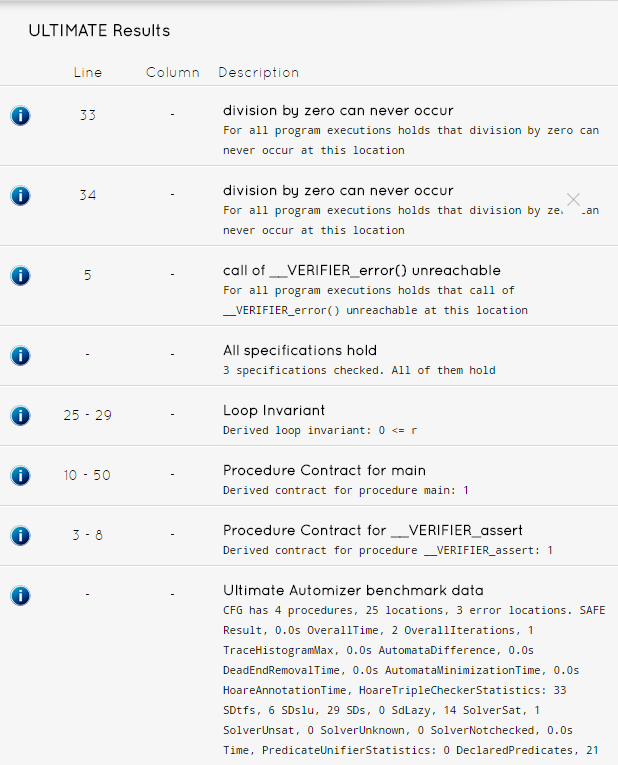 ULTIMATE Results
Line Column Description
33 - division by zero can never occur
For all program executions holds that division by zero can
never occur at this location
34 - division by zero can never occur
For all program executions holds that division by
never occur at this location
5 - call of __VERIFIER_error() unreachable
For all program executions holds that call of
__VERIFIER_error() unreachable at this location
- - All specifications hold
3 specifications checked. All of them hold
25 - 29 - Loop Invariant
Derived loop invariant: 0 <= r
10 - 50 - Procedure Contract for main
Derived contract for procedure main: 1
3 - 8 - Procedure Contract for __VERIFIER_assert
Derived contract for procedure __VERIFIER_assert: 1
- - Ultimate Automizer benchmark data
CFG has 4 procedures, 25 locations, 3 error locations. SAFE
Result, 0.0s OverallTime, 2 OverallIterations, 1
TraceHistogramMax, 0.0s AutomataDifference, 0.0s
DeadEndRemovalTime, 0.0s AutomataMinimizationTime, 0.0s
HoareAnnotationTime, HoareTripleCheckerStatistics: 33
SDtfs, 6 SDslu, 29 SDs, 0 SdLazy, 14 SolverSat, 1
SolverUnsat, 0 SolverUnknown, 0 SolverNotchecked, 0.0s
Time, PredicateUnifierStatistics: 0 DeclaredPredicates, 21